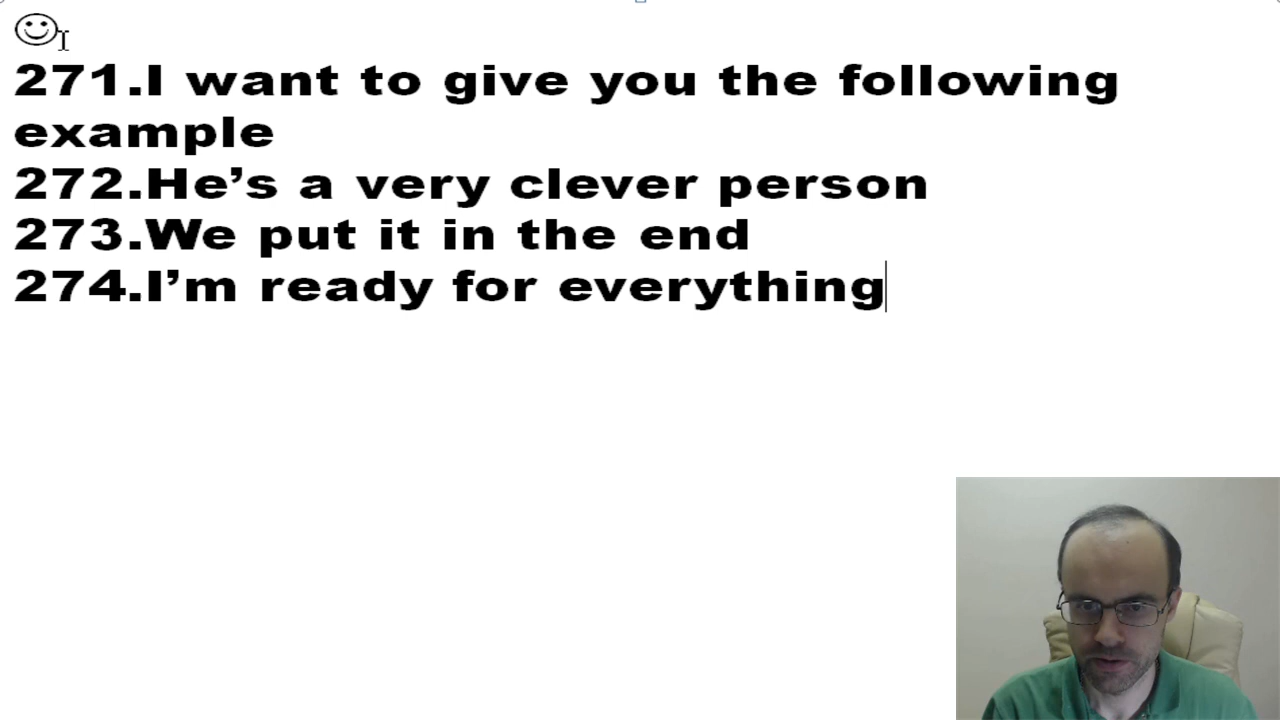 271.I want to give you the following
example
272.He’s a very clever person
273.We put it in the end
274.I’m ready for everything